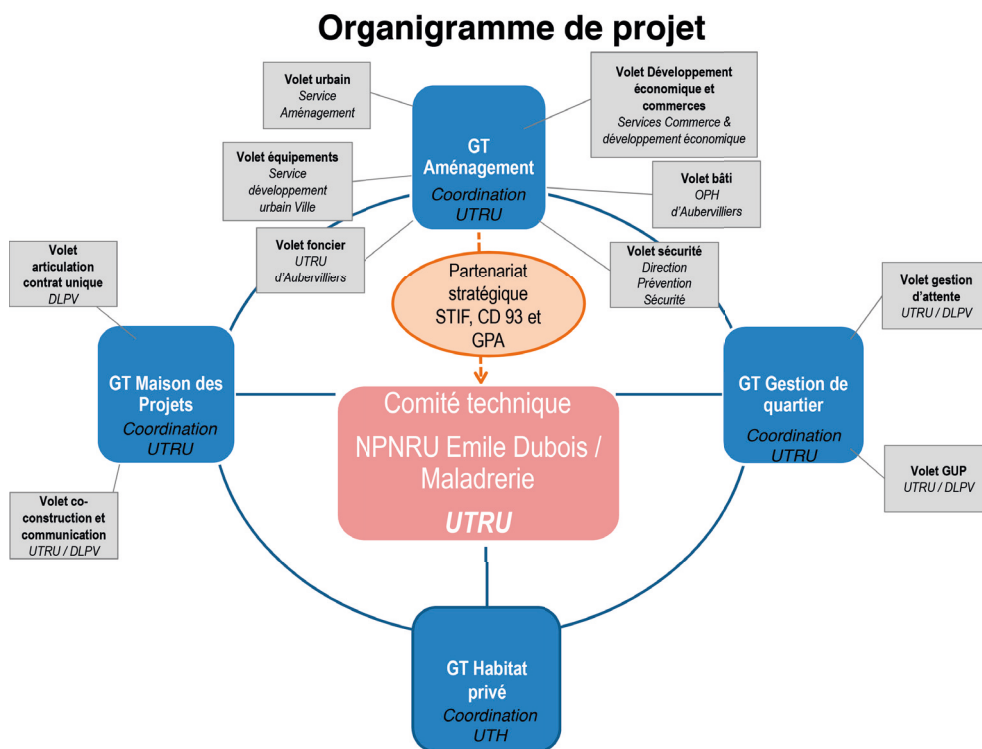 Organigramme de projet
Volet urbain
Service
Aménagement
Volet Développement
économique et
commerces
Services Commerce &
développement économique
GT
Aménagement
Coordination
UTRU
Volet équipements
Service
développement
urbain Ville
Volet bâti
OPH
d'Aubervilliers
Volet foncier
UTRU
d'Aubervilliers
Volet sécurité
Direction
Prévention
Sécurité
Partenariat
stratégique
STIF, CD 93 et
GPA
Volet
articulation
contrat unique
DLPV
Volet gestion
d'attente
UTRU / DLPV
GT Maison des
Projets
Coordination
UTRU
Comité technique
NPNRU Emile Dubois /
Maladrerie
UTRU
GT Gestion de
quartier
Coordination
UTRU
Volet co-
construction et
communication
UTRU / DLPV
Volet GUP
UTRU / DLPV
GT Habitat
privé
Coordination
UTH